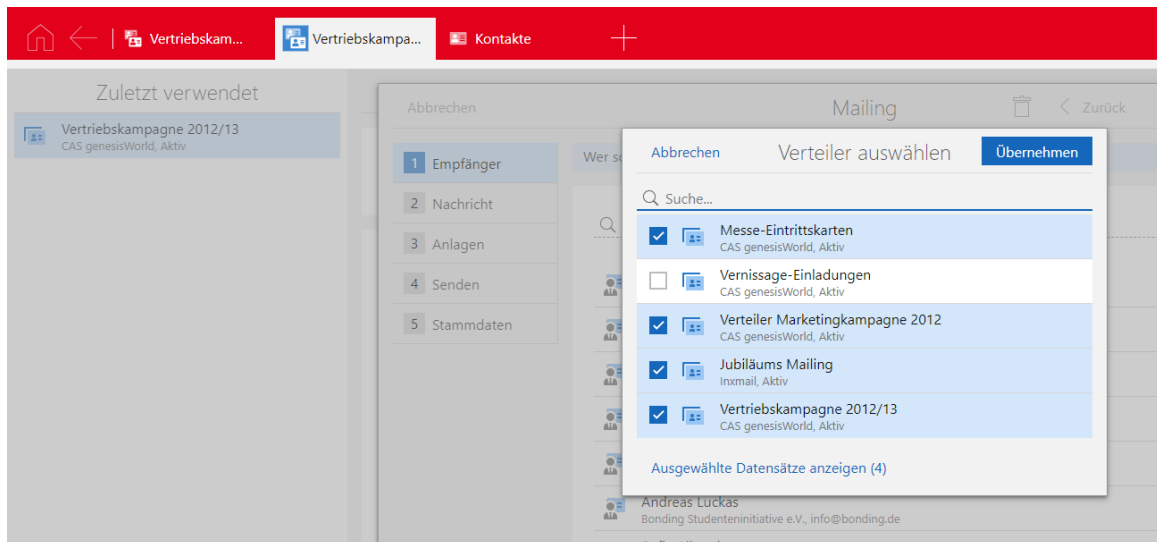 Vertriebskam...
Vertriebskampa...
Kontakte
Zuletzt verwendet
Vertriebskampagne 2012/13
CAS genesisWorld, Aktiv
Abbrechen
Mailing
Zurück
1 Empfänger
2 Nachricht
3 Anlagen
4 Senden
5 Stammdaten
Wer
Abbrechen
Verteiler auswählen
Übernehmen
Suche...
Messe-Eintrittskarten
CAS genesisWorld, Aktiv
Vernissage-Einladungen
CAS genesisWorld, Aktiv
Verteiler Marketingkampagne 2012
CAS genesisWorld, Aktiv
Jubiläums Mailing
Inxmail, Aktiv
Vertriebskampagne 2012/13
CAS genesisWorld, Aktiv
Ausgewählte Datensätze anzeigen (4)
Andreas Luckas
Bonding Studenteninitiative e.V., info@bonding.de